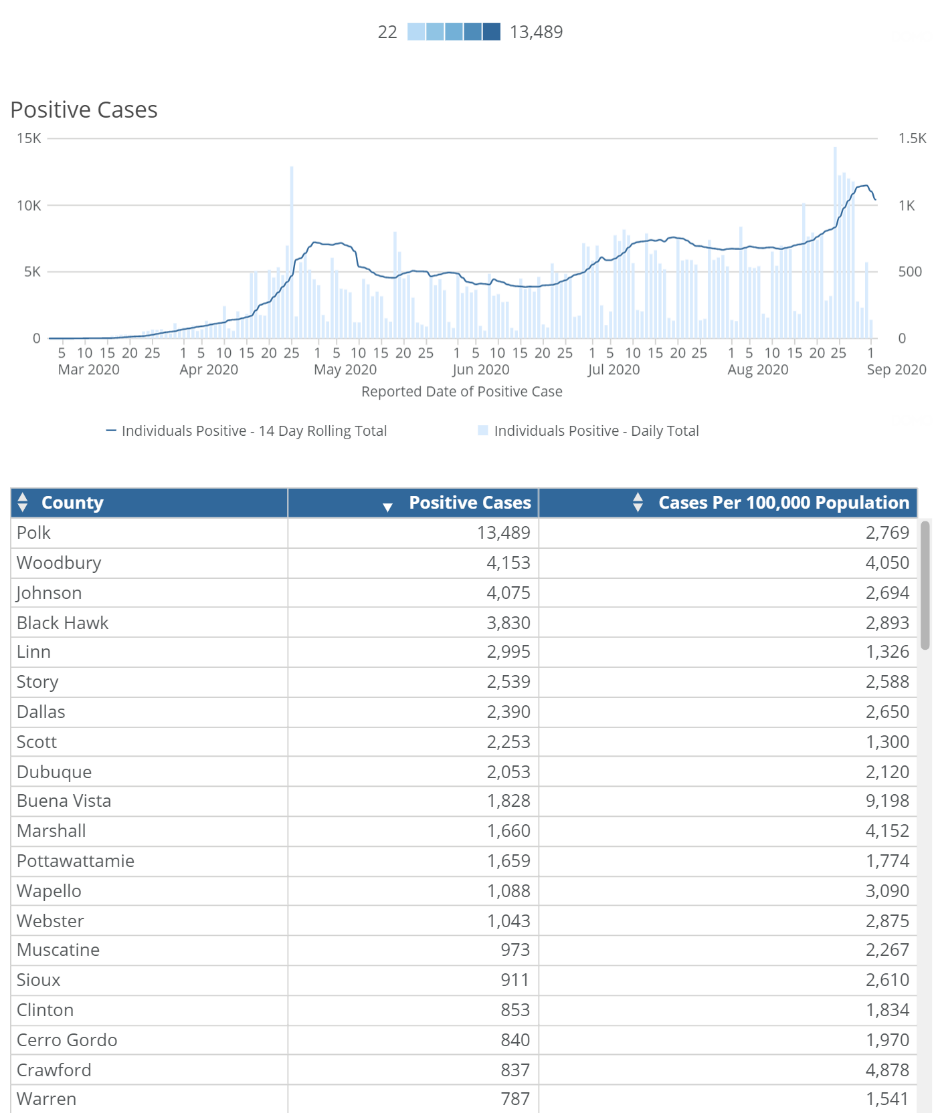 22 13,489
Positive Cases
15K 1.5K
10K 1K
5K 500
0 0
5 10 15 20 25 1 5 10 15 20 25 1 5 10 15 20 25 1 5 10 15 20 25 1 5 10 15 20 25 1 5 10 15 20 25 1
Mar 2020 Apr 2020 May 2020 Jun 2020 Jul 2020 Aug 2020 Sep 2020
Reported Date of Positive Case
Individuals Positive - 14 Day Rolling Total Individuals Positive - Daily Total
County Positive Cases Cases Per 100,000 Population
Polk 13,489 2,769
Woodbury 4,153 4,050
Johnson 4,075 2,694
Black Hawk 3,830 2,893
Linn 2,995 1,326
Story 2,539 2,588
Dallas 2,390 2,650
Scott 2,253 1,300
Dubuque 2,053 2,120
Buena Vista 1,828 9,198
Marshall 1,660 4,152
Pottawattamie 1,659 1,774
Wapello 1,088 3,090
Webster 1,043 2,875
Muscatine 973 2,267
Sioux 911 2,610
Clinton 853 1,834
Cerro Gordo 840 1,970
Crawford 837 4,878
Warren 787 1,541